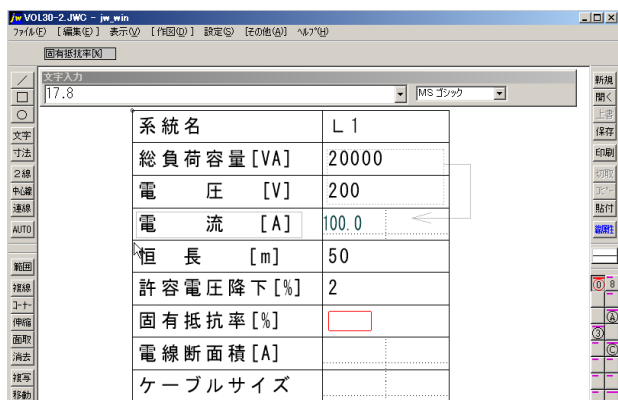 VOL30-2.JWC - jw_win
ファイル(F) [編集(E)] 表示(V) [作図(D)] 設定(S) [その他(A)] ヘルプ(H)
固有抵抗率[N]
文字入力
17.8
MS ゴシック
系統名 L1
総負荷容量[VA] 20000
電 圧 [V] 200
電 流 [A] 100.0
恒 長 [m] 50
許容電圧降下[%] 2
固有抵抗率[%]
電線断面積[A]
ケーブルサイズ
／
□
○
文字
寸法
2線
中心線
連線
AUTO
範囲
複線
コーナー
伸縮
面取
消去
複写
移動
新規
開く
上書
保存
印刷
切取
コピー
貼付
線属性
0 8
A
3
C